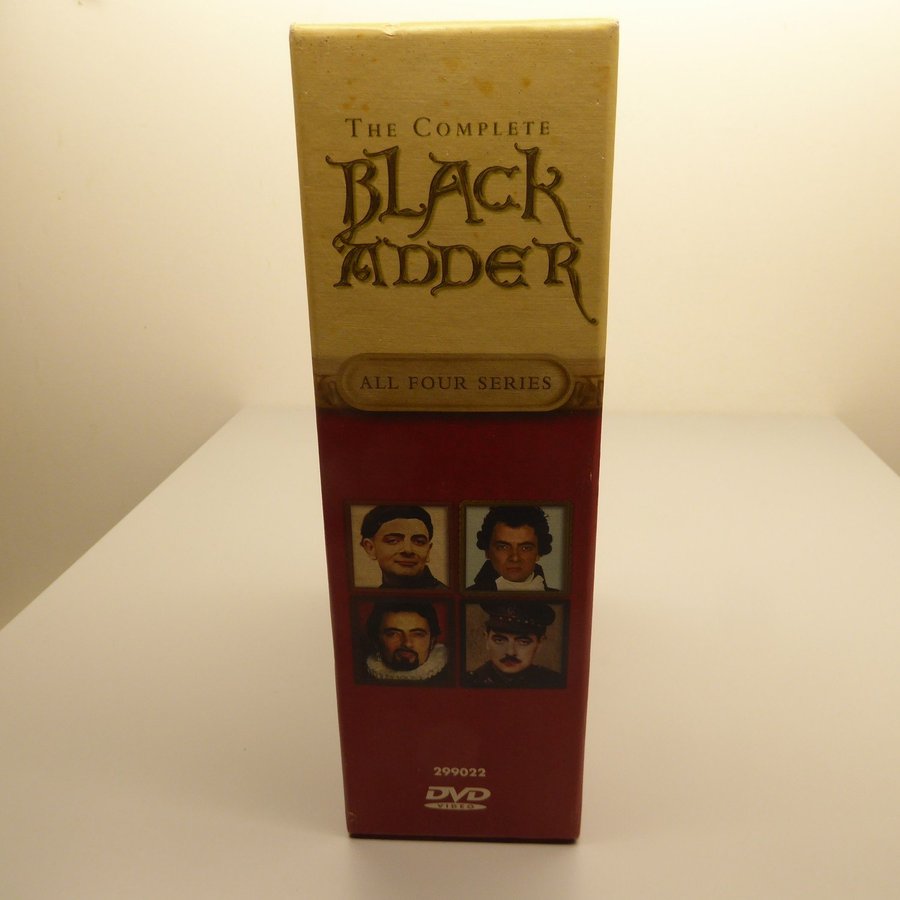 THE COMPLETE
BLACK
ADDER
ALL FOUR SERIES
299022
DVD
VIDEO